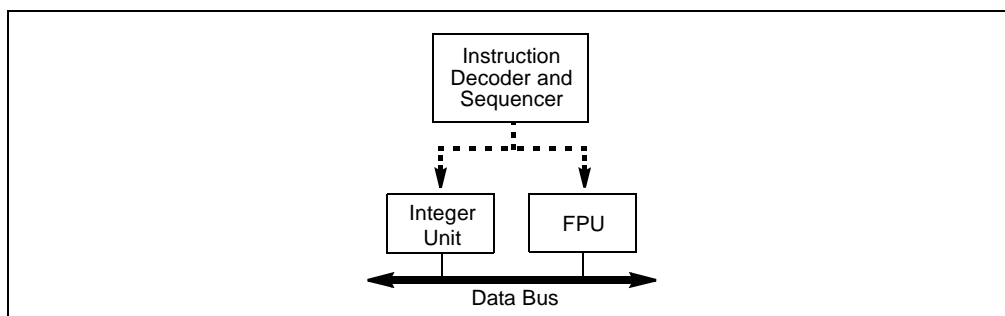 Instruction
Decoder and
Sequencer
Integer
Unit
FPU
Data Bus